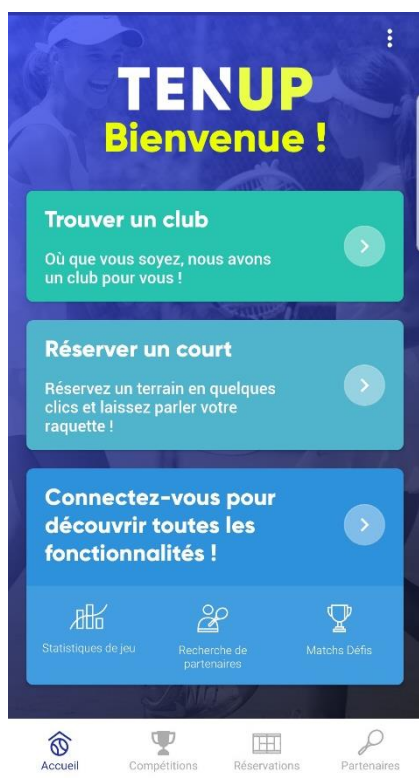 TENUP
Bienvenue !
Trouver un club
Où que vous soyez, nous avons
un club pour vous !
Réserver un court
Réservez un terrain en quelques
clics et laissez parler votre
raquette !
Connectez-vous pour
découvrir toutes les
fonctionnalités !
Statistiques de jeu
Recherche de
partenaires
Matchs Défis
Accueil
Compétitions
Réservations
Partenaires